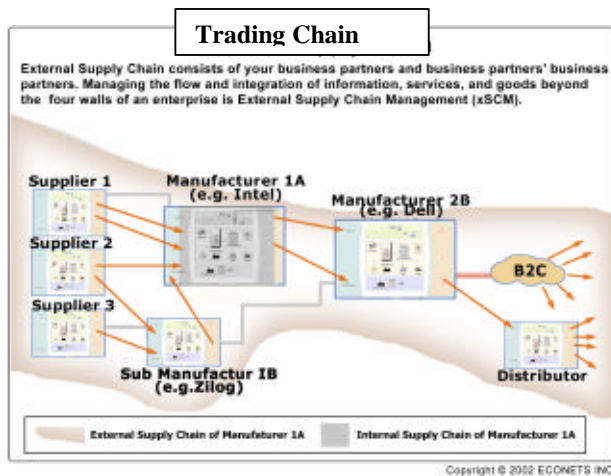 Trading Chain
External Supply Chain consists of your business partners and business partners' business
partners. Managing the flow and integration of information, services, and goods beyond
the four walls of an enterprise is External Supply Chain Management (xSCM).
Supplier 1
Manufacturer 1A
(e.g. Intel)
Manufacturer 2B
(e.g. Dell)
Supplier 2
B2C
Supplier 3
Sub Manufactur IB
(e.g.Zilog)
Distributor
External Supply Chain of Manufeturer 1A
Internal Supply Chain of Manufacturer 1A
Copyright © 2002 ECONETS INC